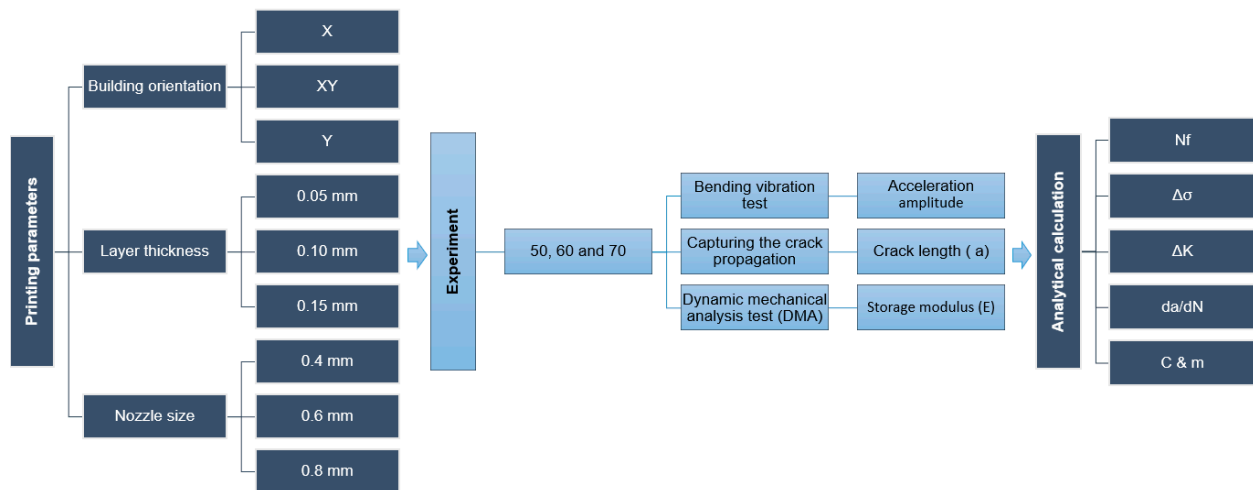 Printing parameters
Building orientation
X
XY
Y
Layer thickness
0.05 mm
0.10 mm
0.15 mm
Nozzle size
0.4 mm
0.6 mm
0.8 mm
Experiment
50, 60 and 70
Bending vibration
test
Acceleration
amplitude
Capturing the crack
propagation
Crack length ( a)
Dynamic mechanical
analysis test (DMA)
Storage modulus (E)
Analytical calculation
Nf
Δσ
ΔK
da/dN
C & m